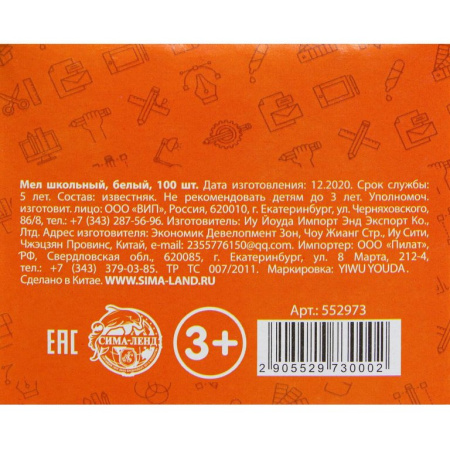 Мел школьный, белый, 100 шт. Дата изготовления: 12.2020. Срок службы:
5 лет. Состав: известняк. Не рекомендовать детям до 3 лет. Уполномоч.
изготовит. лицо: ООО «ВИП», Россия, 620010, г. Екатеринбург, ул. Черняховского,
86/8, тел.: +7 (343) 287-56-96. Изготовитель: Иу Йоуда Импорт Энд Экспорт Ко.,
Лтд. Адрес изготовителя: Экономик Девелопмент Зон, Чоу Жианг Стр., Иу Сити,
Чжэцзян Провинс, Китай, e-mail: 2355776150@qq.com. Импортер: ООО «Пилат»,
РФ, Свердловская обл., 620085, г. Екатеринбург, ул. 8 Марта, 212-4,
тел.: +7 (343) 379-03-85. ТР ТС 007/2011. Маркировка: YIWU YOUDA.
Сделано в Китае. WWW.SIMA-LAND.RU
Арт.: 552973
ЕАС
СИМА-ЛЕНД
3+
2 905529 730002